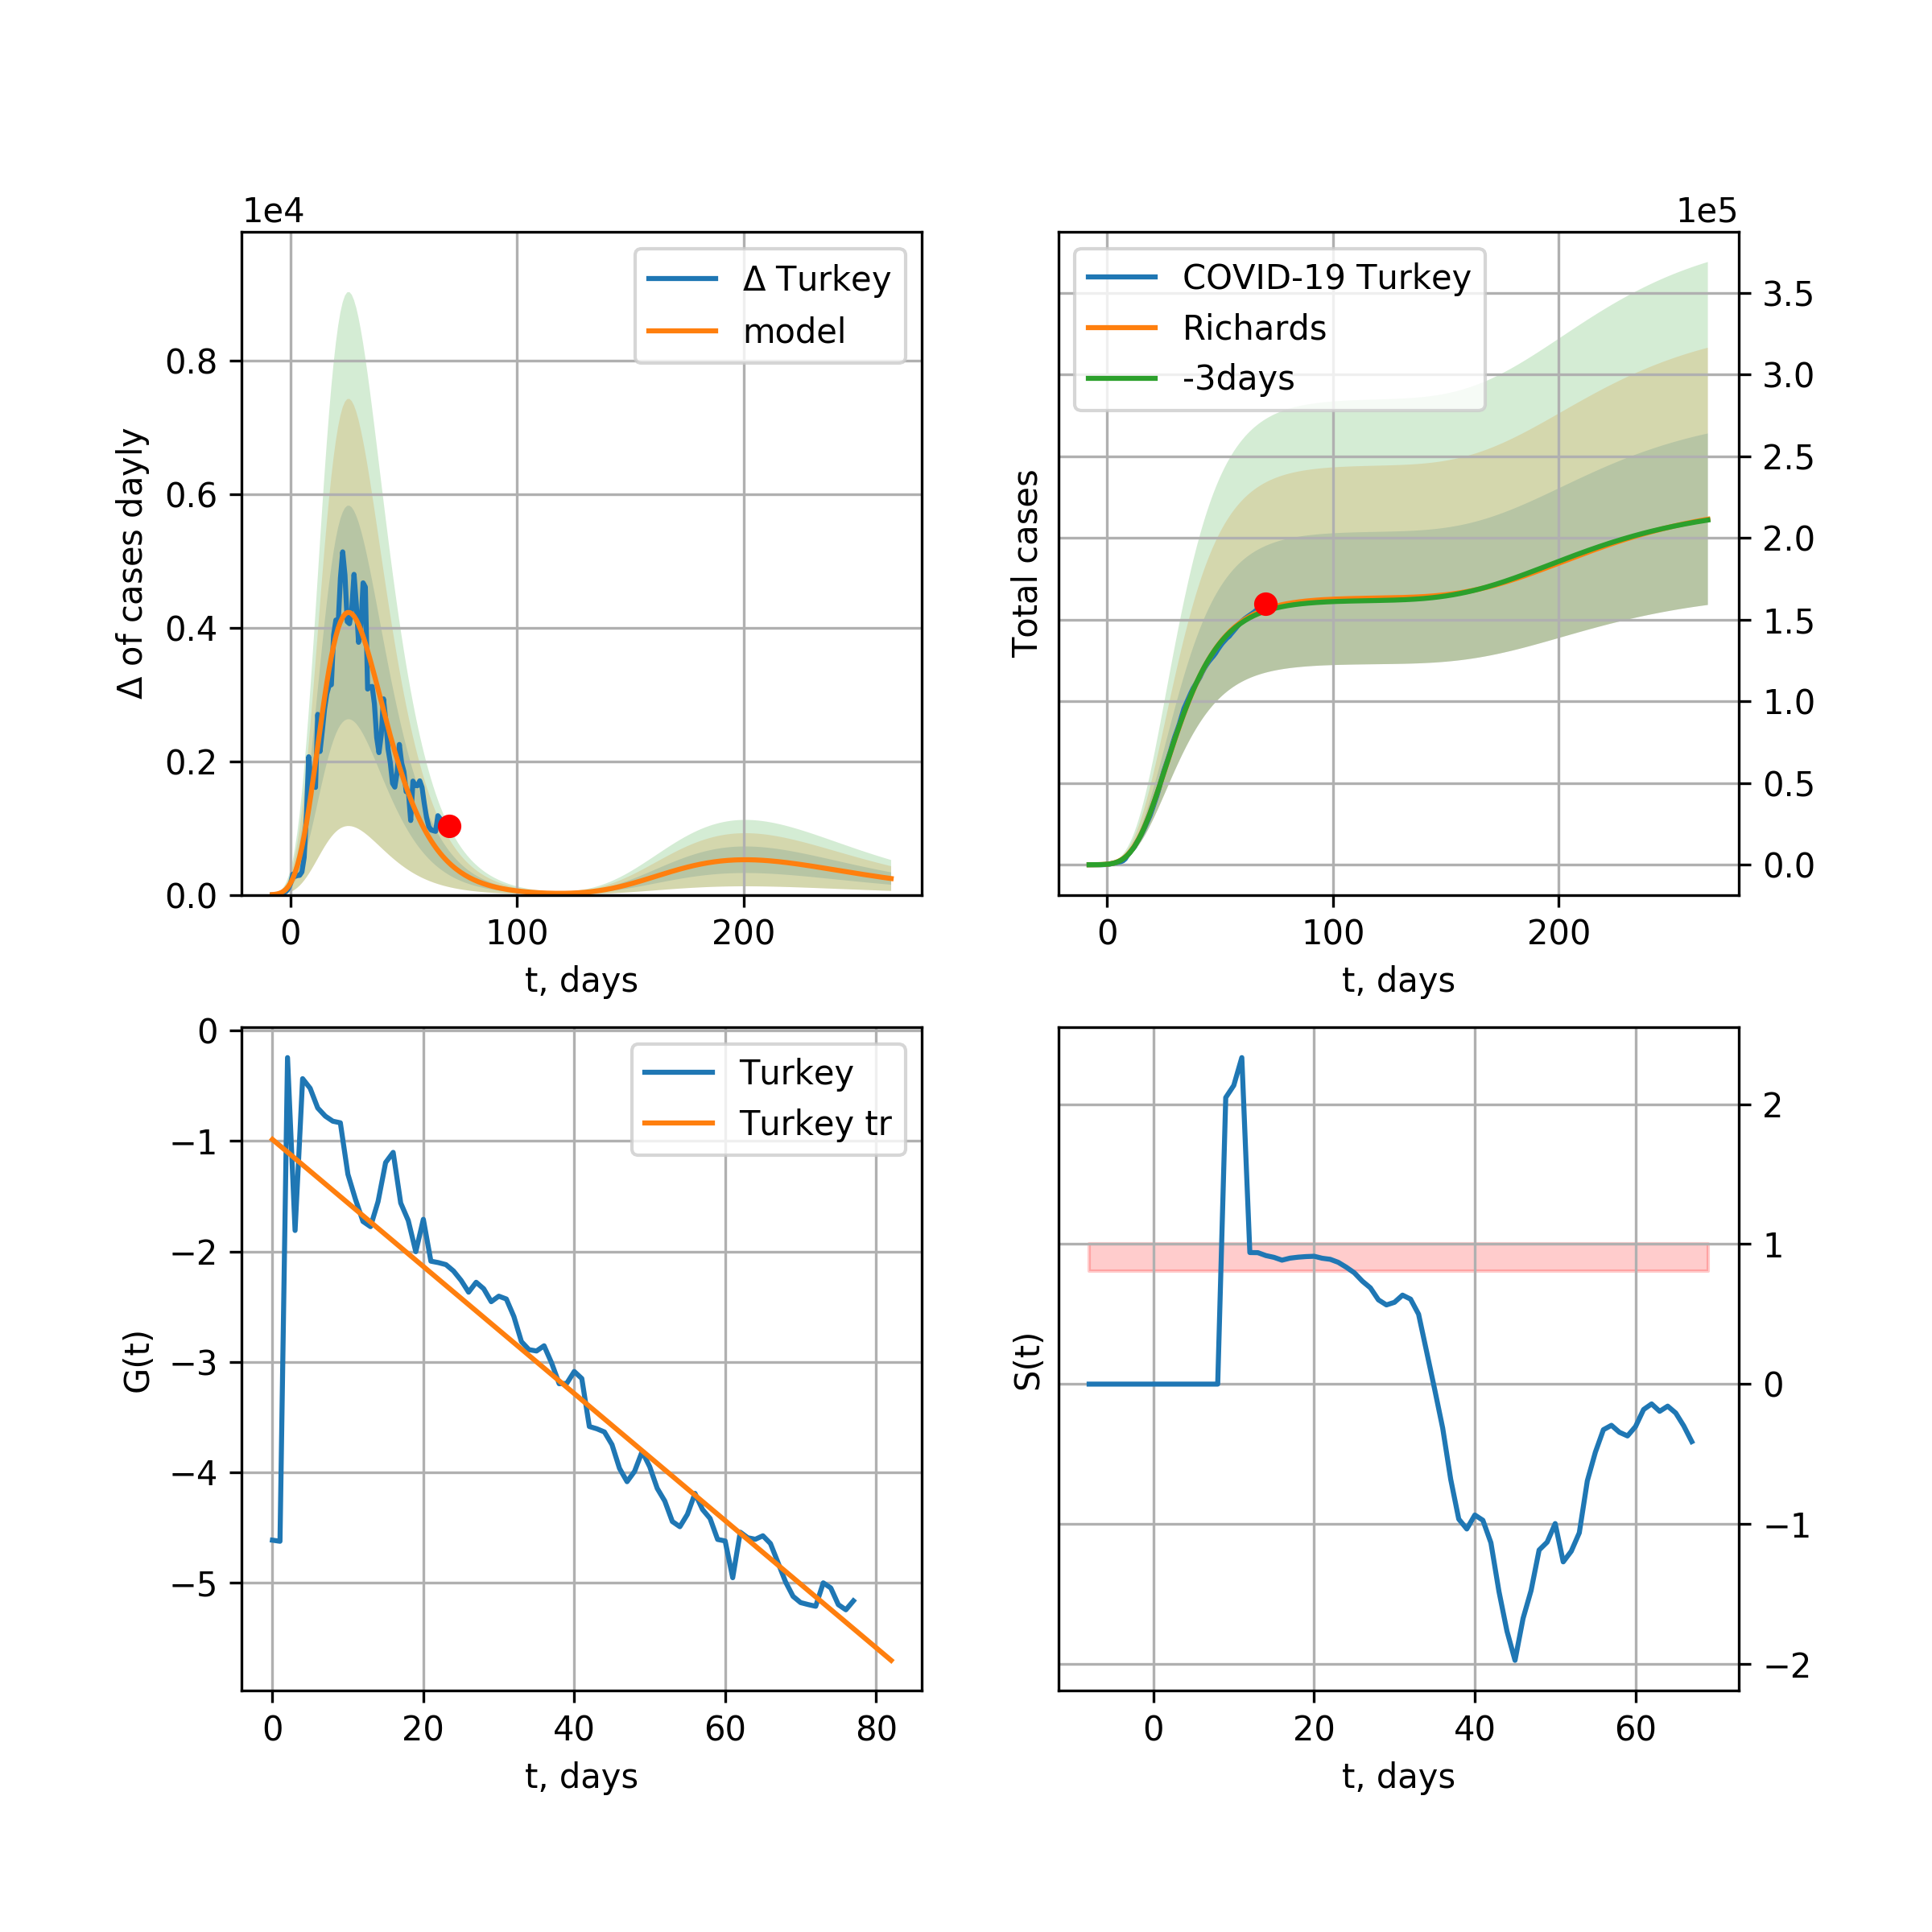 1e4
Δ of cases dayly
0.8
0.6
0.4
0.2
0.0
0 100 200
t, days
Δ Turkey
model
1e5
Total cases
3.5
3.0
2.5
2.0
1.5
1.0
0.5
0.0
0 100 200
t, days
COVID-19 Turkey
Richards
-3days
G(t)
0
−1
−2
−3
−4
−5
0 20 40 60 80
t, days
Turkey
Turkey tr
S(t)
2
1
0
−1
−2
0 20 40 60
t, days